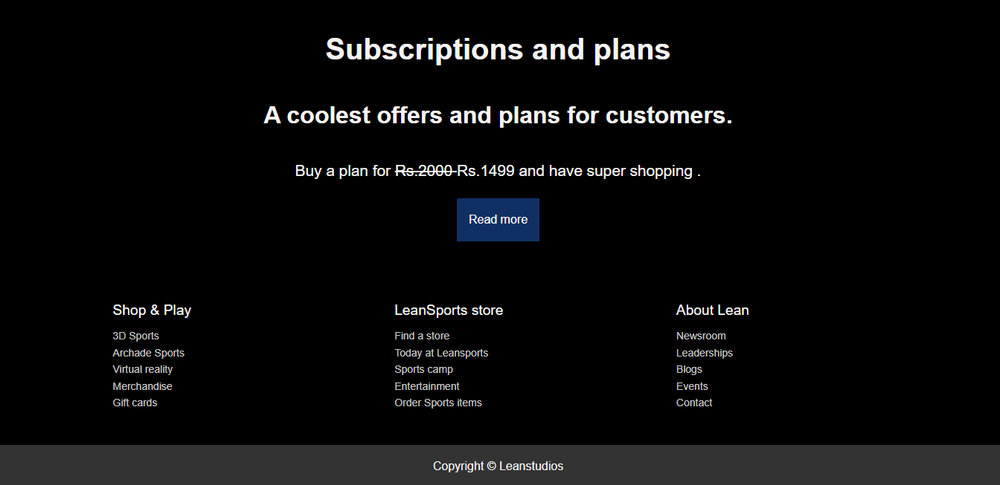 Subscriptions and plans
A coolest offers and plans for customers.
Buy a plan for Rs.2000 Rs.1499 and have super shopping .
Read more
Shop & Play
3D Sports
Archade Sports
Virtual reality
Merchandise
Gift cards
LeanSports store
Find a store
Today at Leansports
Sports camp
Entertainment
Order Sports items
About Lean
Newsroom
Leaderships
Blogs
Events
Contact
Copyright © Leanstudios